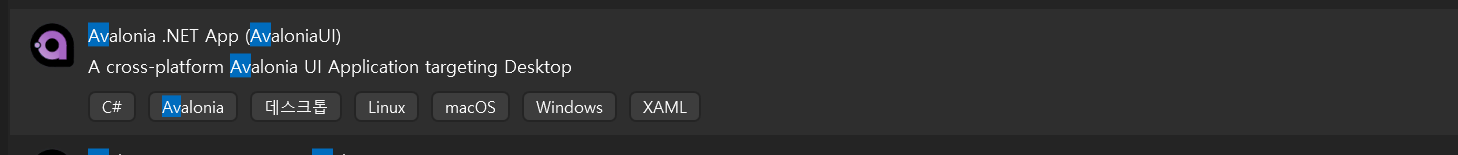 Avalonia .NET App (AvaloniaUI)
A cross-platform Avalonia UI Application targeting Desktop
C# Avalonia 데스크톱 Linux macOS Windows XAML